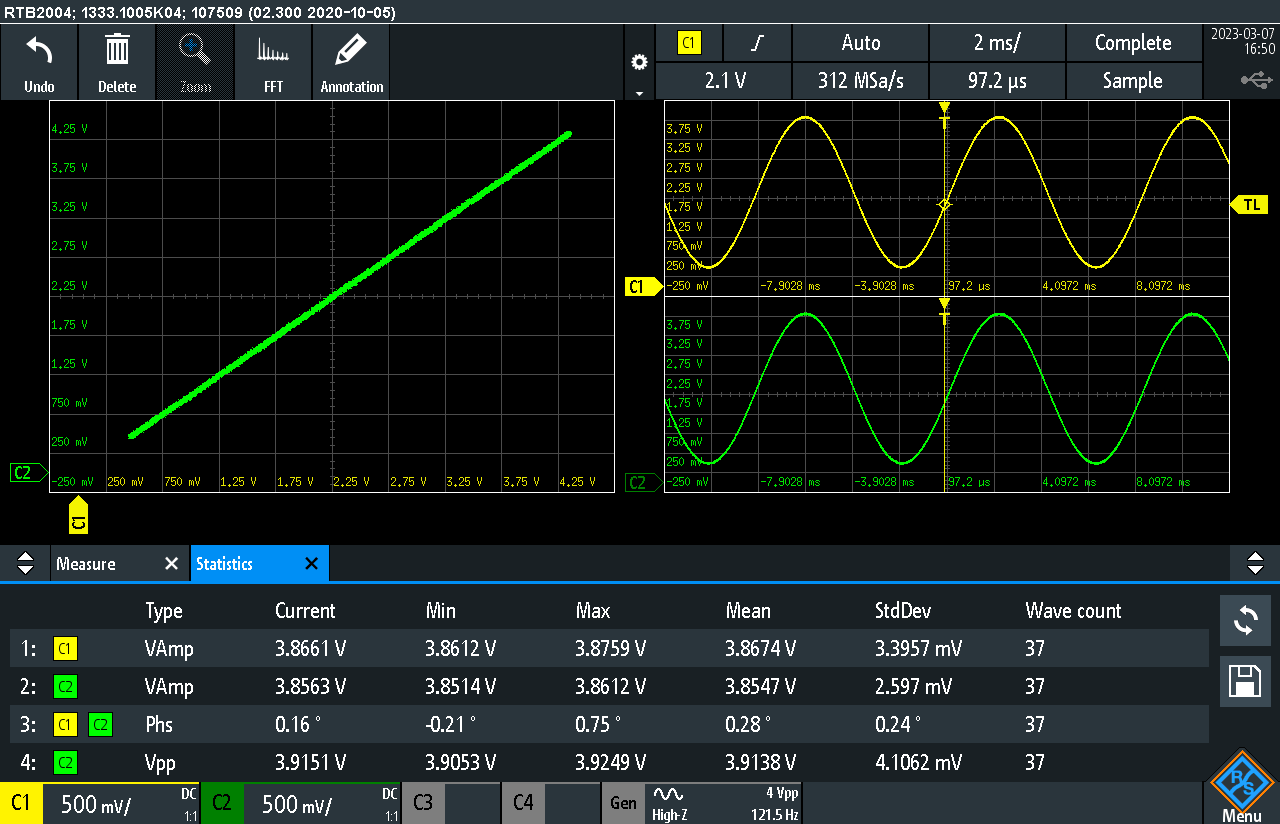 RTB2004; 1333.1005K04; 107509 (02.300 2020-10-05)
Undo Delete Zoom FFT Annotation
C1 Auto 2 ms/ Complete
2.1 V 312 MSa/s 97.2 µs Sample
2023-03-07
16:50
4.25 V
3.75 V
3.25 V
2.75 V
2.25 V
1.75 V
1.25 V
750 mV
250 mV
-250 mV 250 mV 750 mV 1.25 V 1.75 V 2.25 V 2.75 V 3.25 V 3.75 V 4.25 V
C2
C1
T
3.75 V
3.25 V
2.75 V
2.25 V
1.75 V
1.25 V
750 mV
250 mV
-250 mV -7.9028 ms -3.9028 ms 97.2 µs 4.0972 ms 8.0972 ms
TL
C1
T
3.75 V
3.25 V
2.75 V
2.25 V
1.75 V
1.25 V
750 mV
250 mV
-250 mV -7.9028 ms -3.9028 ms 97.2 µs 4.0972 ms 8.0972 ms
C2
Measure Statistics
Type Current Min Max Mean StdDev Wave count
1: C1 VAmp 3.8661 V 3.8612 V 3.8759 V 3.8674 V 3.3957 mV 37
2: C2 VAmp 3.8563 V 3.8514 V 3.8612 V 3.8547 V 2.597 mV 37
3: C1 C2 Phs 0.16 ° -0.21 ° 0.75 ° 0.28 ° 0.24 ° 37
4: C2 Vpp 3.9151 V 3.9053 V 3.9249 V 3.9138 V 4.1062 mV 37
C1 500 mV/ DC 1:1 C2 500 mV/ DC 1:1 C3 C4 Gen High-Z 4 Vpp 121.5 Hz
R&S
Menu